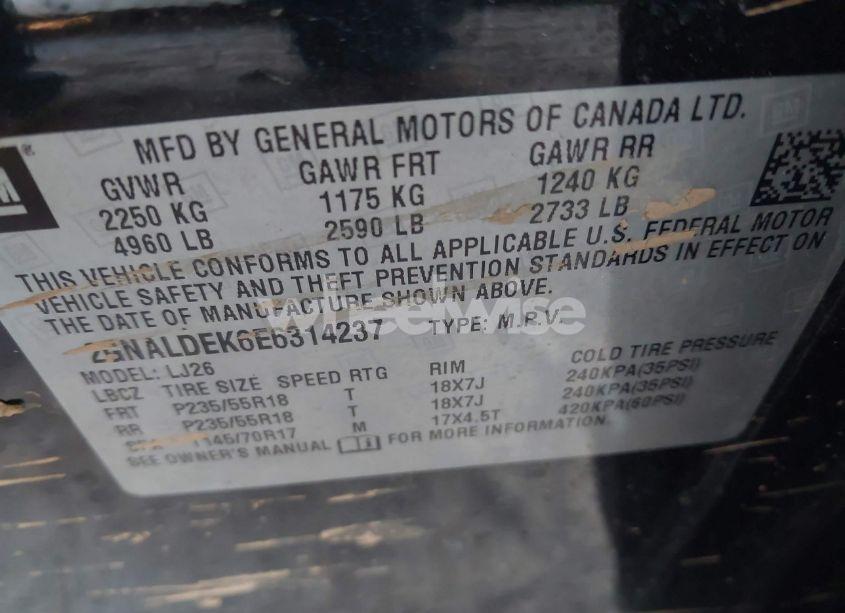 MFD BY GENERAL MOTORS OF CANADA LTD.
GVWR GAWR FRT GAWR RR
2250 KG 1175 KG 1240 KG
4960 LB 2590 LB 2733 LB
THIS VEHICLE CONFORMS TO ALL APPLICABLE U.S. FEDERAL MOTOR
VEHICLE SAFETY AND THEFT PREVENTION STANDARDS IN EFFECT ON
THE DATE OF MANUFACTURE SHOWN ABOVE.
WheelWise
2GNALDEK6E6314237 TYPE: M.P.V.
MODEL: LJ26
LBCZ TIRE SIZE SPEED RTG RIM COLD TIRE PRESSURE
FRT P235/55R18 T 18X7J 240KPA(35PSI)
RR P235/55R18 T 18X7J 240KPA(35PSI)
T145/70R17 M 17X4.5T 420KPA(60PSI)
SEE OWNER'S MANUAL FOR MORE INFORMATION.